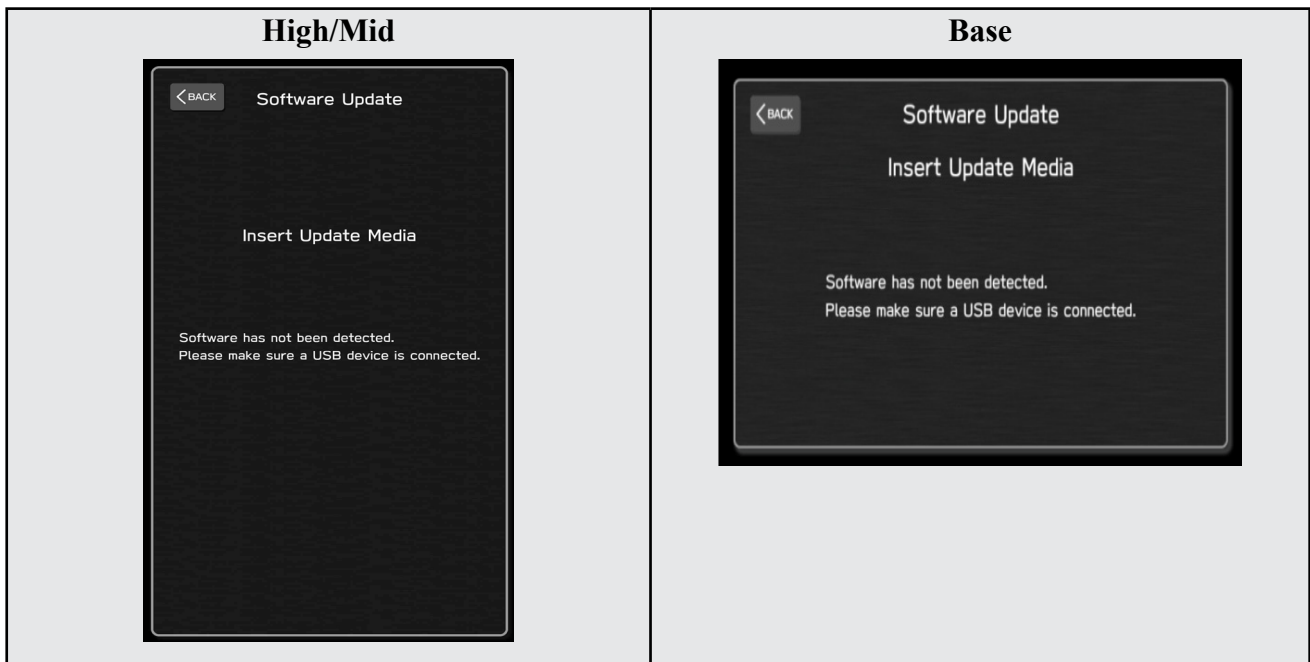 High/Mid
BACK
Software Update
Insert Update Media
Software has not been detected.
Please make sure a USB device is connected.
Base
BACK
Software Update
Insert Update Media
Software has not been detected.
Please make sure a USB device is connected.